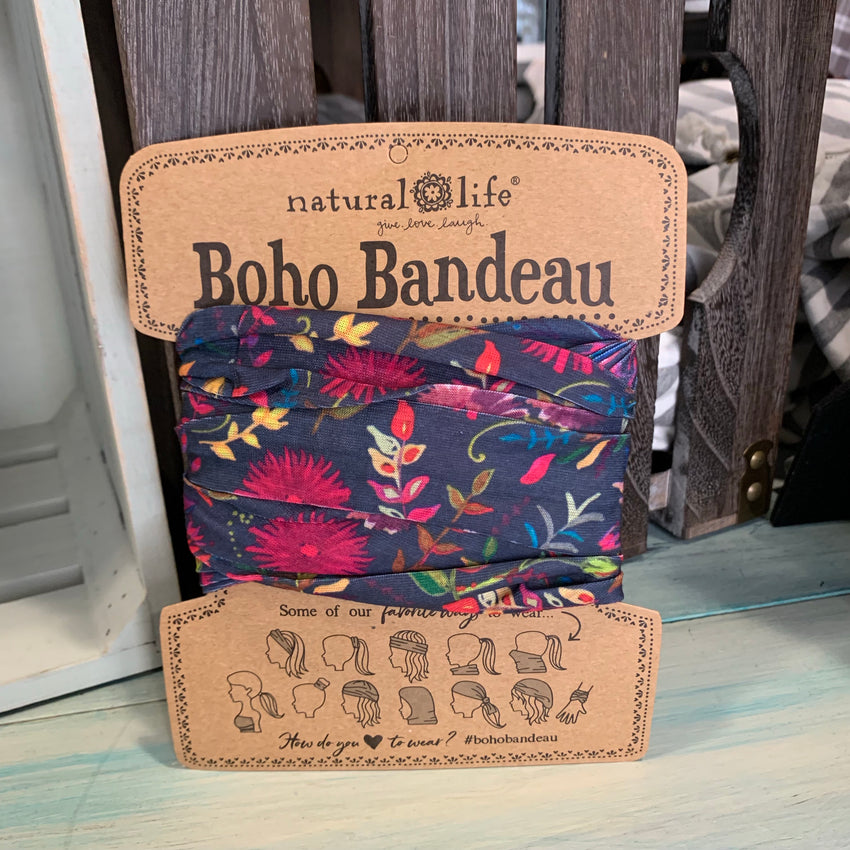 natural life®
give. love. laugh.
Boho Bandeau
Some of our favorite ways to wear...
How do you ♥ to wear? #bohobandeau